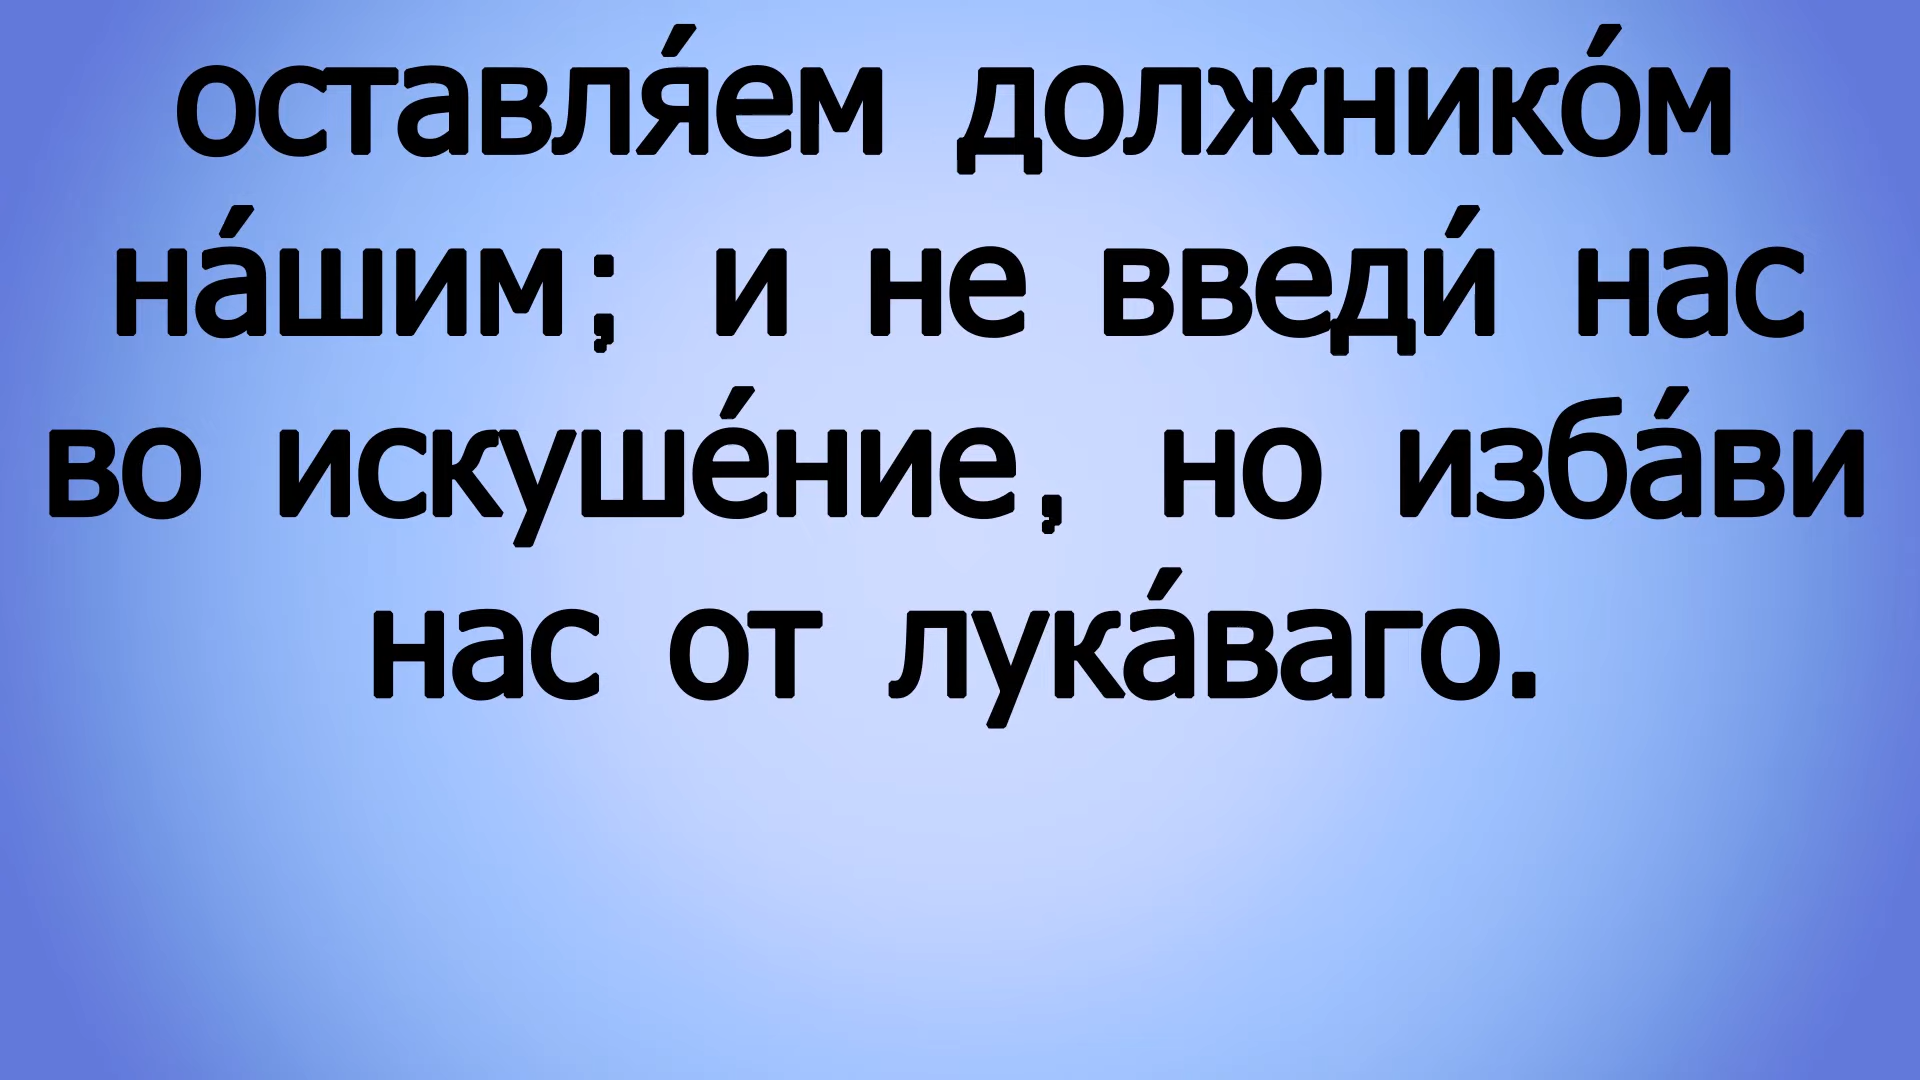 оставля́ем должнико́м
на́шим; и не введи́ нас
во искуше́ние, но изба́ви
нас от лука́ваго.